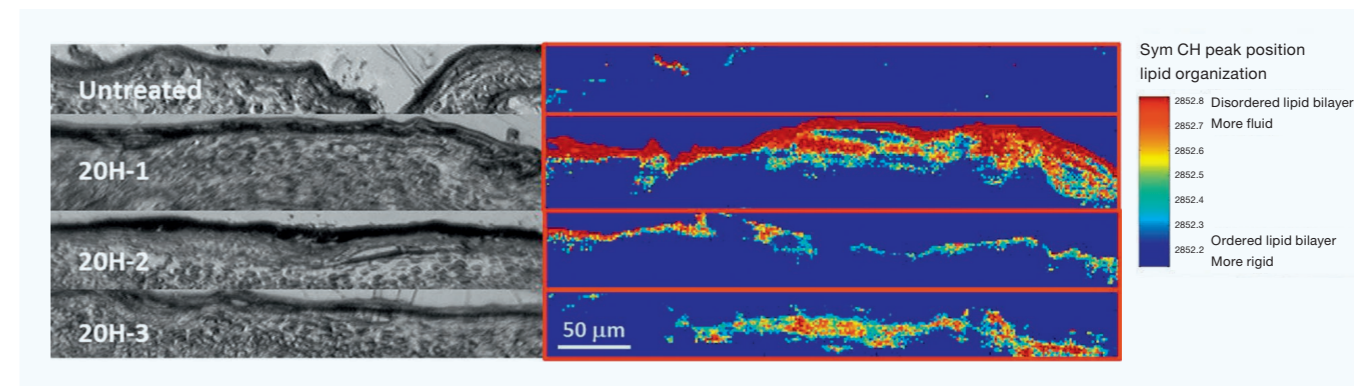 Untreated
20H-1
20H-2
20H-3
50 μm
Sym CH peak position
lipid organization
2852.8 Disordered lipid bilayer
2852.7 More fluid
2852.6
2852.5
2852.4
2852.3
2852.2 Ordered lipid bilayer
More rigid